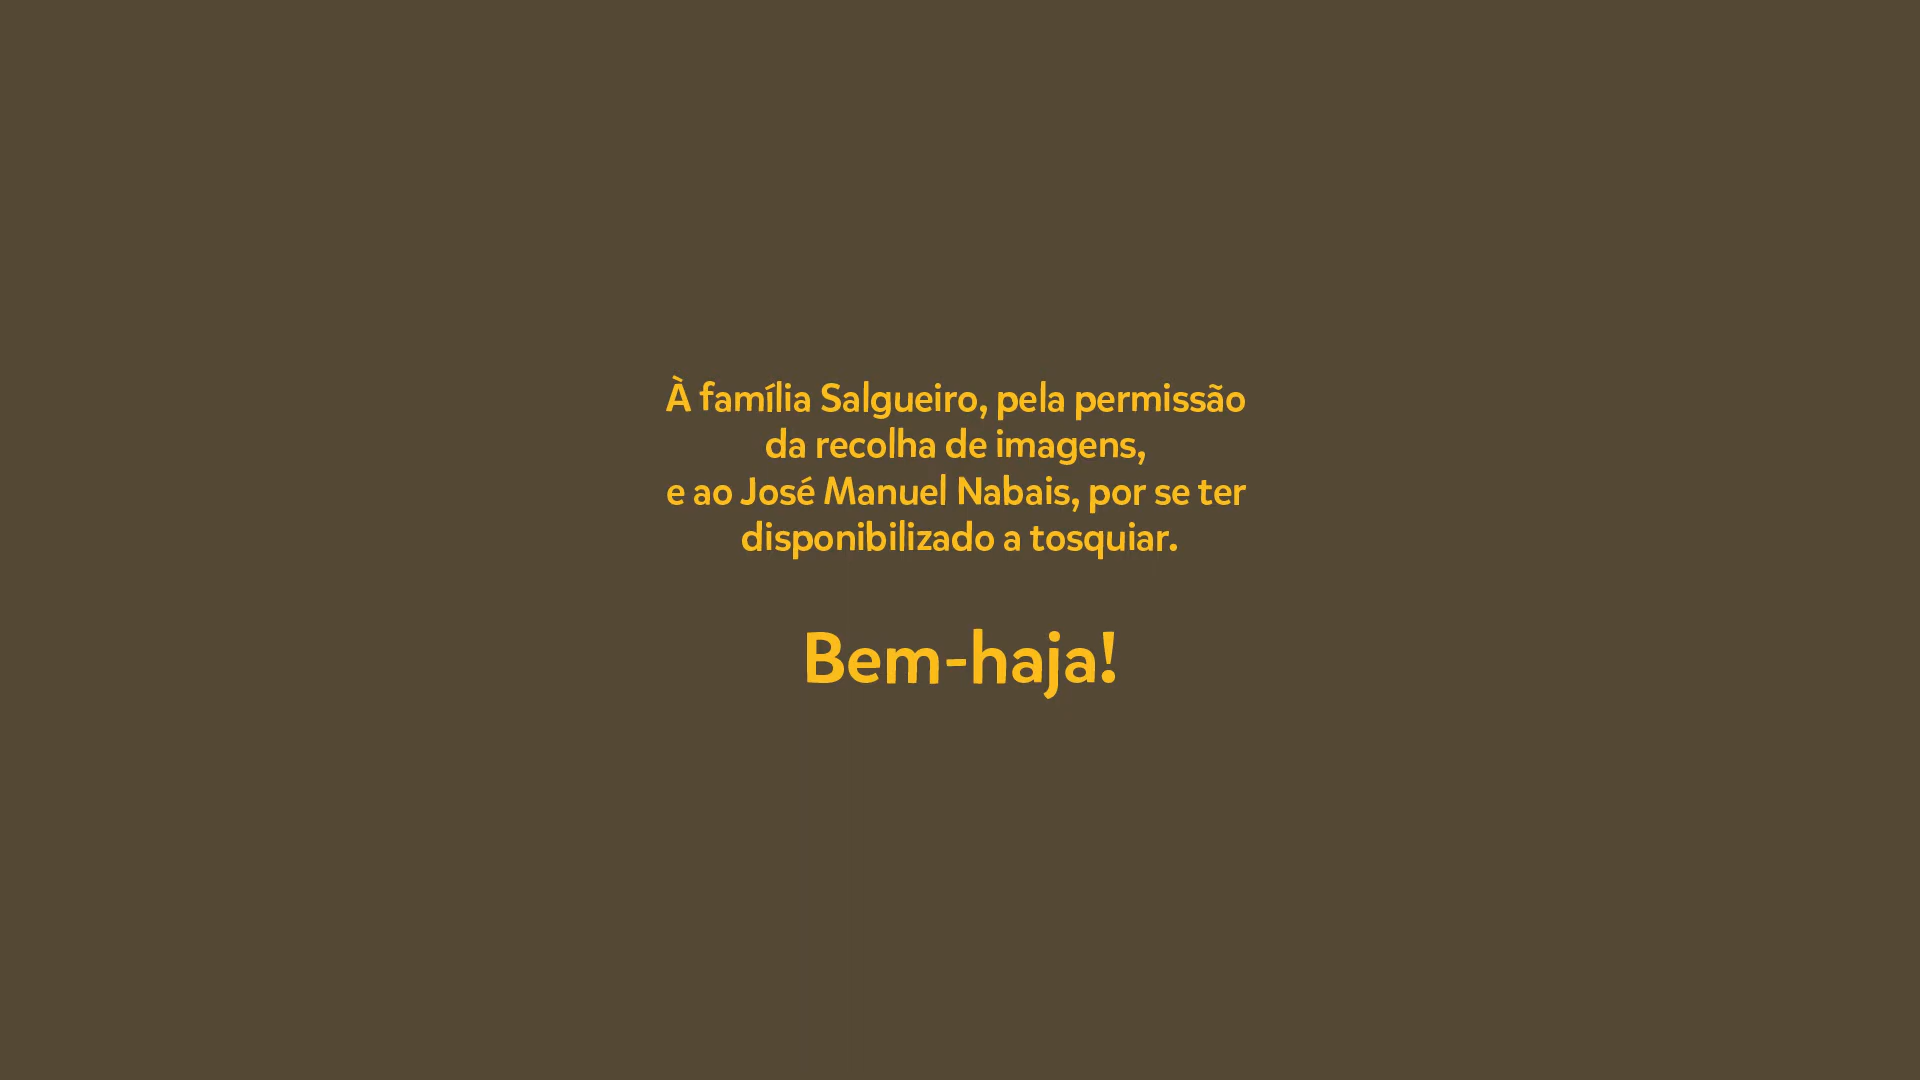 À família Salgueiro, pela permissão
da recolha de imagens,
e ao José Manuel Nabais, por se ter
disponibilizado a tosquiar.
Bem-haja!